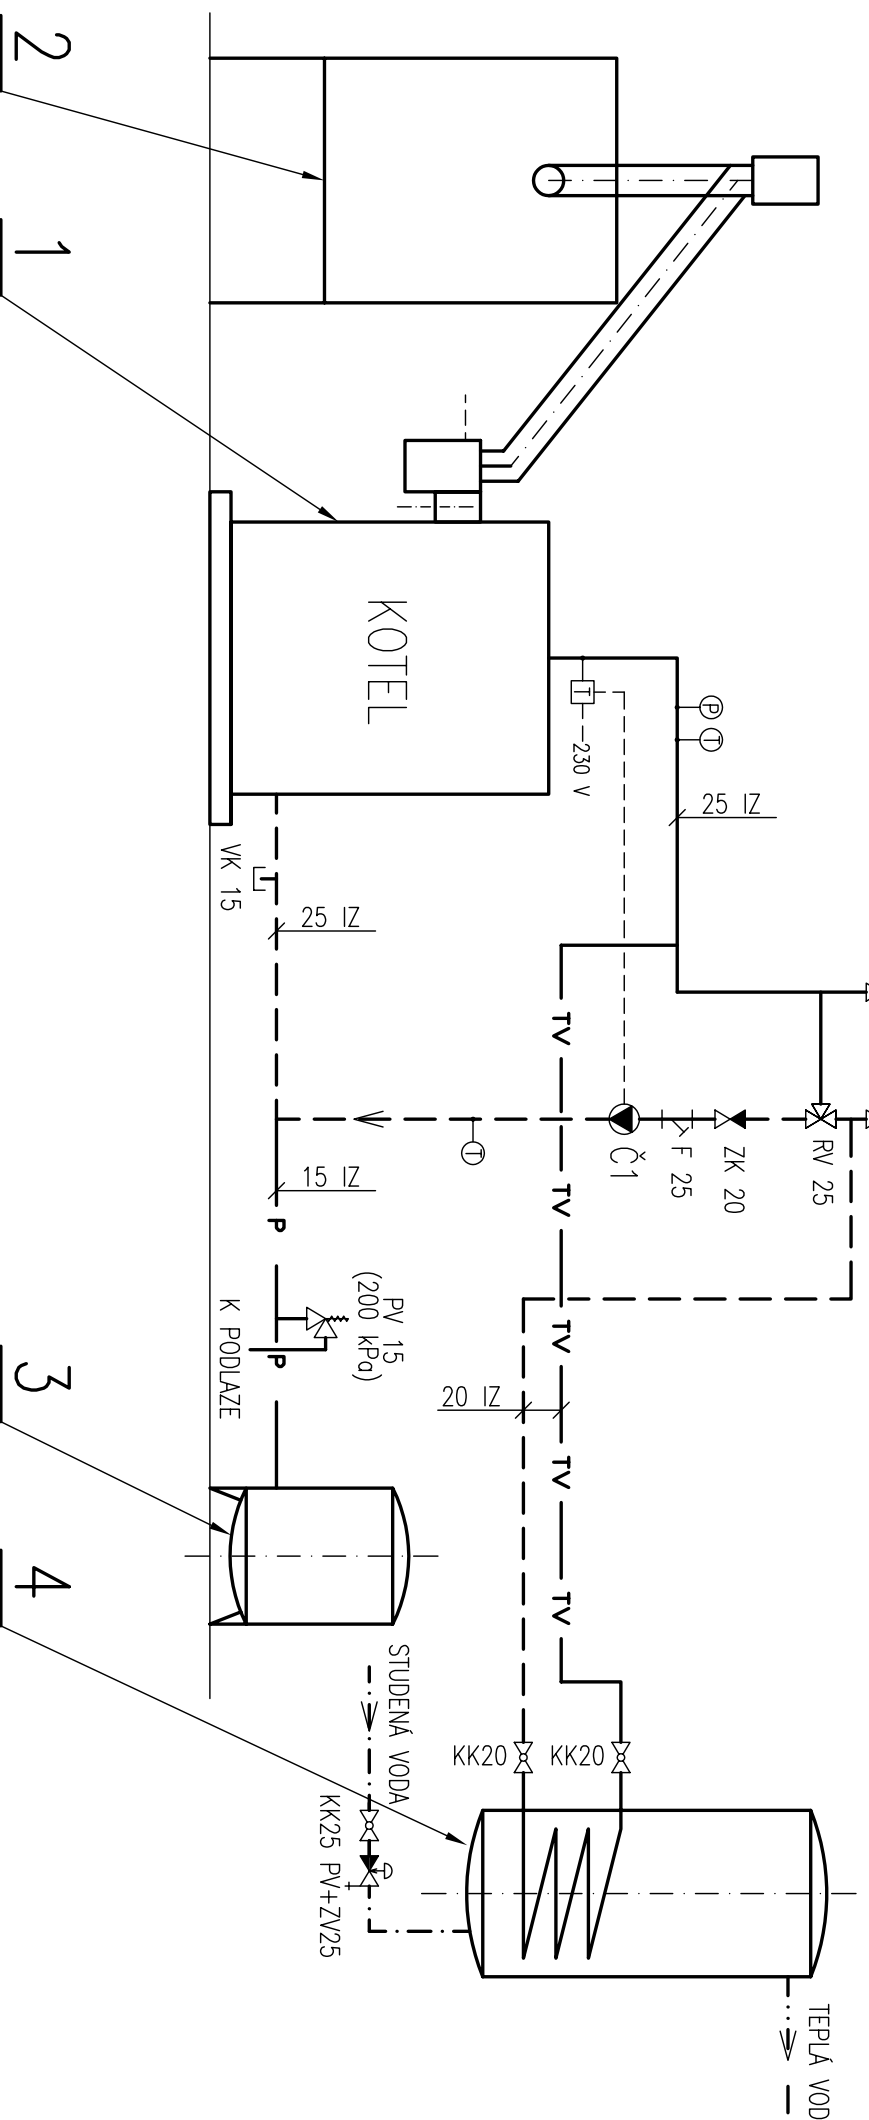 2
1
3
4
KOTEL
P
T
T
230 V
25 IZ
VK 15
25 IZ
TV
TV
TV
TV
TV
RV 25
ZK 20
F 25
Č1
T
15 IZ
P
P
PV 15
(200 kPa)
K PODLAZE
20 IZ
KK20
KK20
STUDENÁ VODA
KK25 PV+ZV25
TEPLÁ VOD